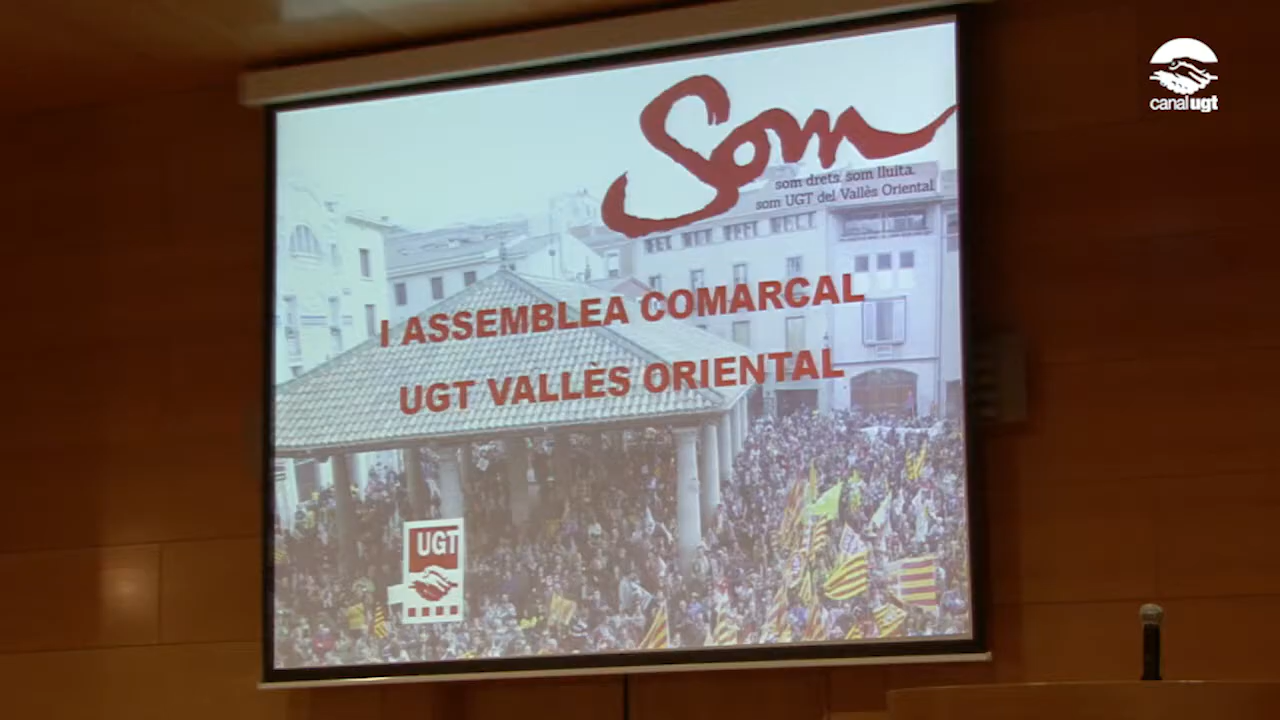 canalugt
Som
som drets. som lluita.
som UGT del Vallès Oriental
I ASSEMBLEA COMARCAL
UGT VALLÈS ORIENTAL
UGT